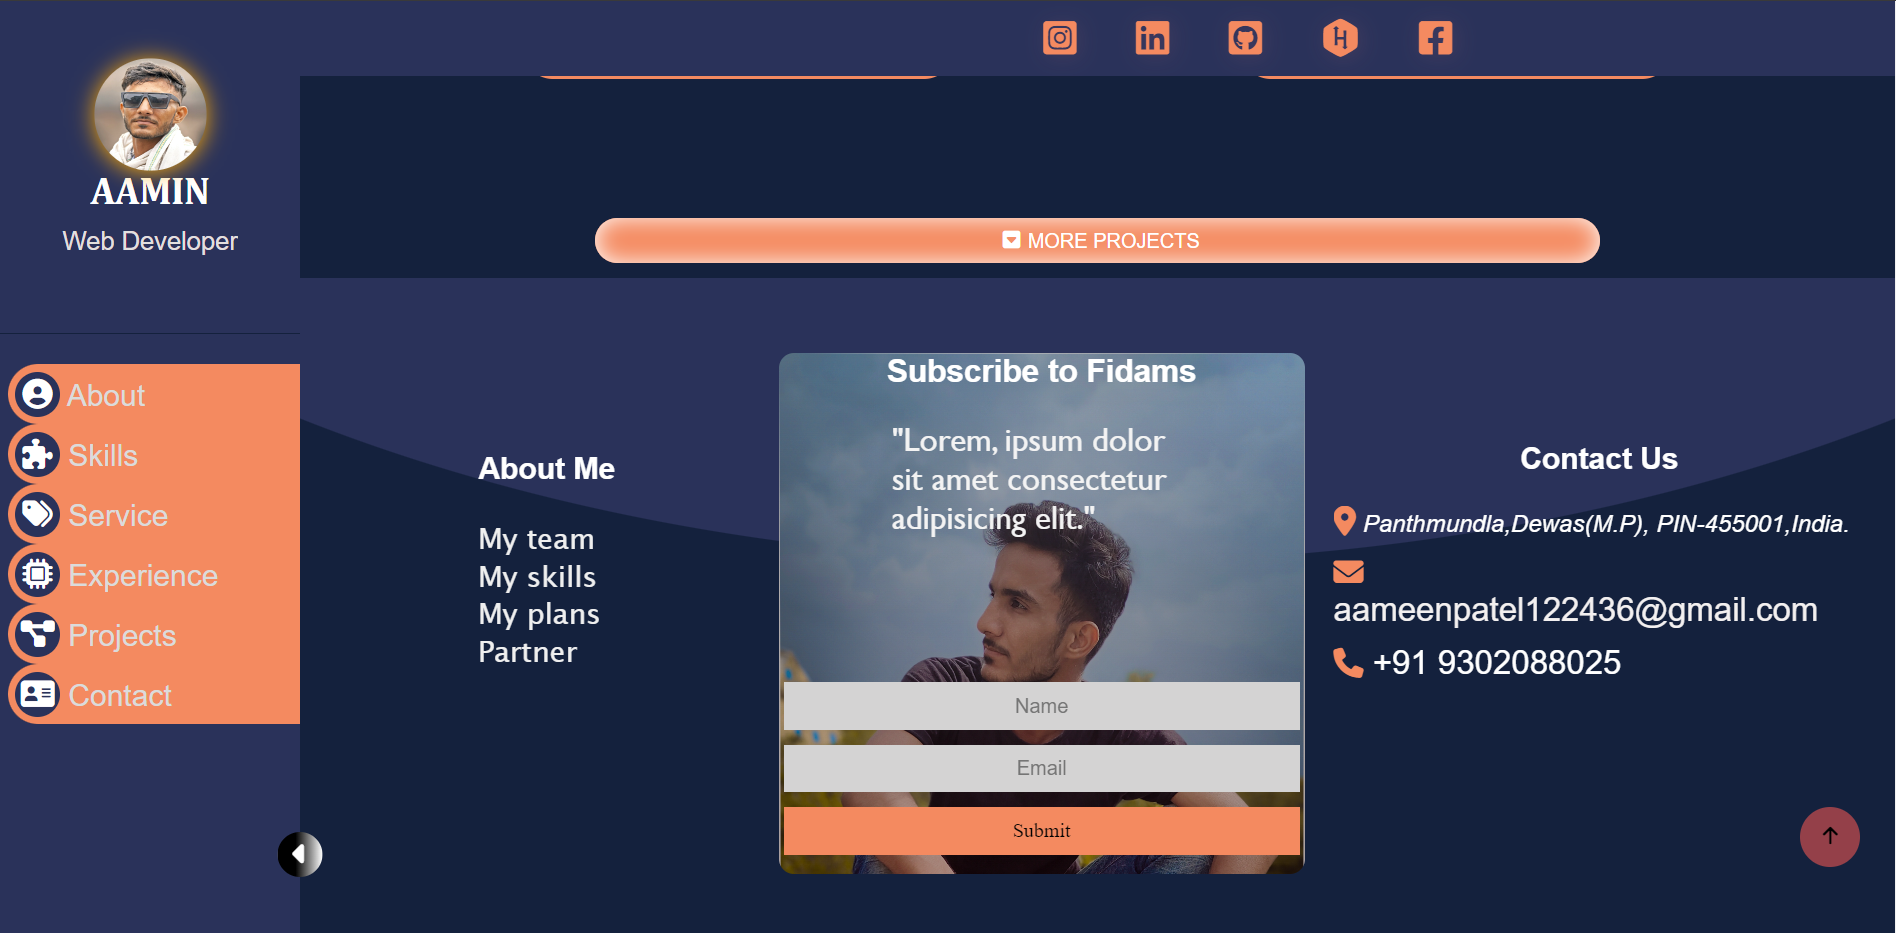 AAMIN
Web Developer
About
Skills
Service
Experience
Projects
Contact
MORE PROJECTS
About Me
My team
My skills
My plans
Partner
Subscribe to Fidams
"Lorem, ipsum dolor
sit amet consectetur
adipisicing elit."
Name
Email
Submit
Contact Us
Panthmundla,Dewas(M.P), PIN-455001,India.
aameenpatel122436@gmail.com
+91 9302088025